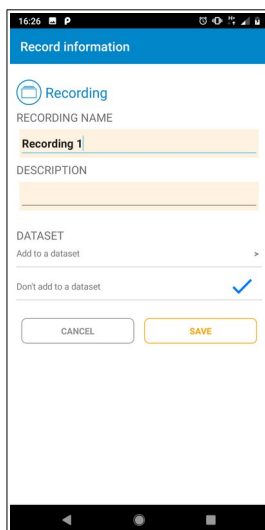 16:26
Record information
Recording
RECORDING NAME
Recording 1
DESCRIPTION
DATASET
Add to a dataset >
Don't add to a dataset
CANCEL SAVE